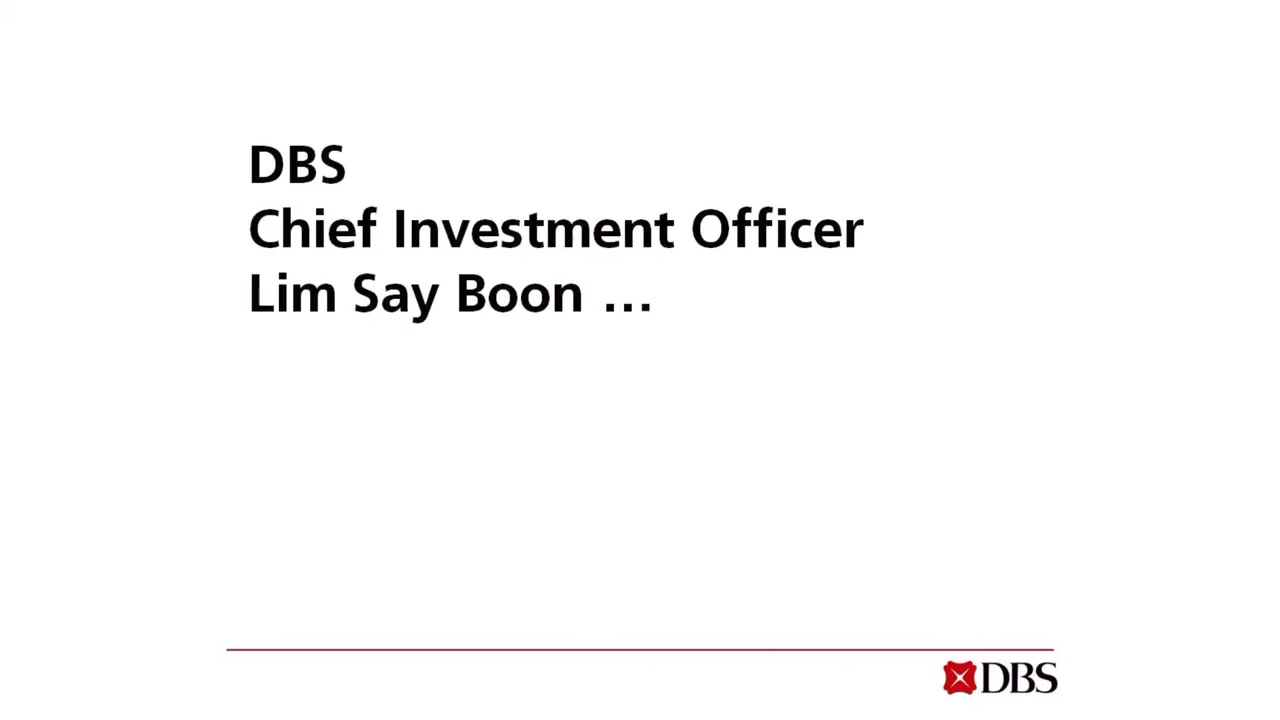 DBS
Chief Investment Officer
Lim Say Boon …
DBS